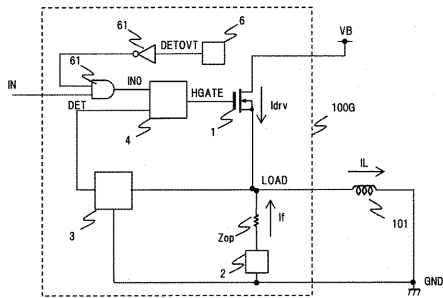 61
DETOVT
6
VB
61
IN
IN0
HGATE
Idrv
DET
4
1
100G
LOAD
IL
3
Zop
If
101
2
GND